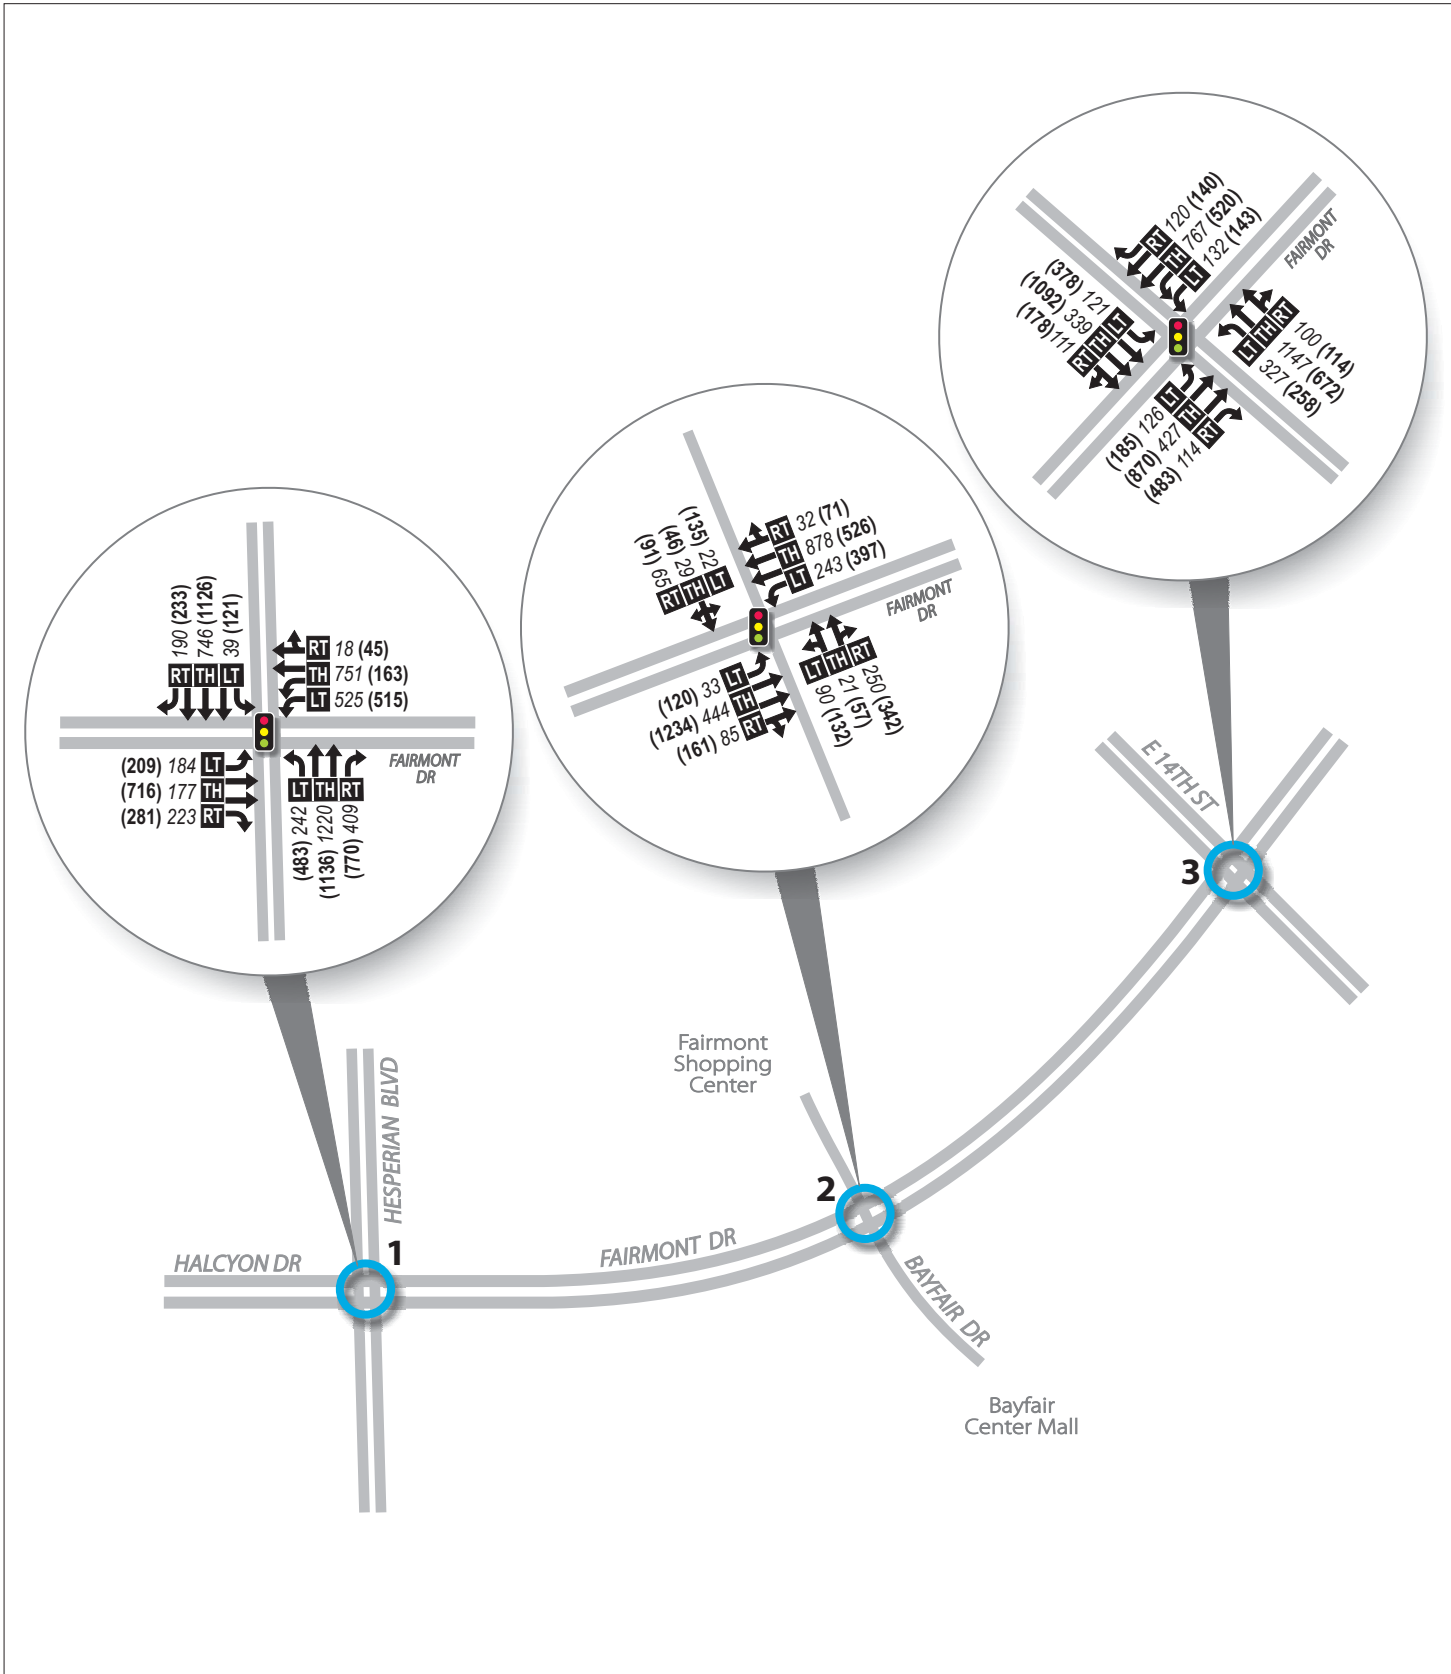 RT 120 (140)
TH 767 (520)
LT 132 (143)
FAIRMONT
DR
(378) 121 LT
(1092) 339 TH
(178) 111 RT
RT 100 (114)
TH 1147 (672)
LT 327 (258)
(185) 126 LT
(870) 427 TH
(483) 114 RT
(135) 22 LT
(46) 29 TH
(91) 65 RT
RT 32 (71)
TH 878 (526)
LT 243 (397)
FAIRMONT
DR
(120) 33 LT
(1234) 444 TH
(161) 85 RT
LT 90 (132)
TH 21 (57)
RT 250 (342)
RT 190 (233)
TH 746 (1126)
LT 39 (121)
RT 18 (45)
TH 751 (163)
LT 525 (515)
FAIRMONT
DR
(209) 184 LT
(716) 177 TH
(281) 223 RT
(483) 242 LT
(1136) 1220 TH
(770) 409 RT
E 14TH ST
3
Fairmont
Shopping
Center
2
HESPERIAN BLVD
1
HALCYON DR
FAIRMONT DR
BAYFAIR DR
Bayfair
Center Mall